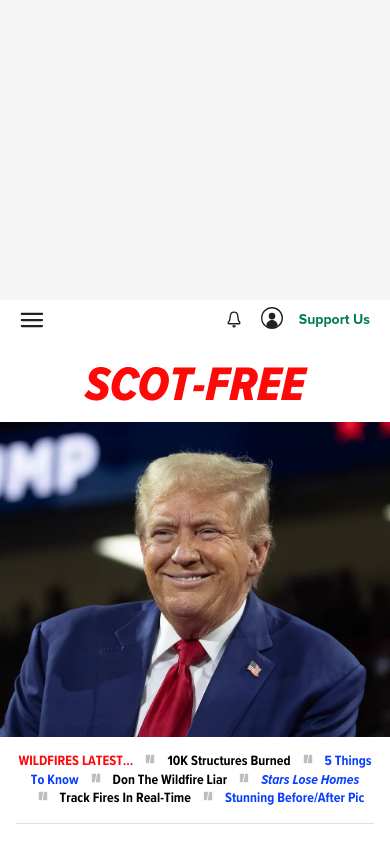 Support Us
SCOT-FREE
UMP
WILDFIRES LATEST... 10K Structures Burned 5 Things
To Know Don The Wildfire Liar Stars Lose Homes
Track Fires In Real-Time Stunning Before/After Pic